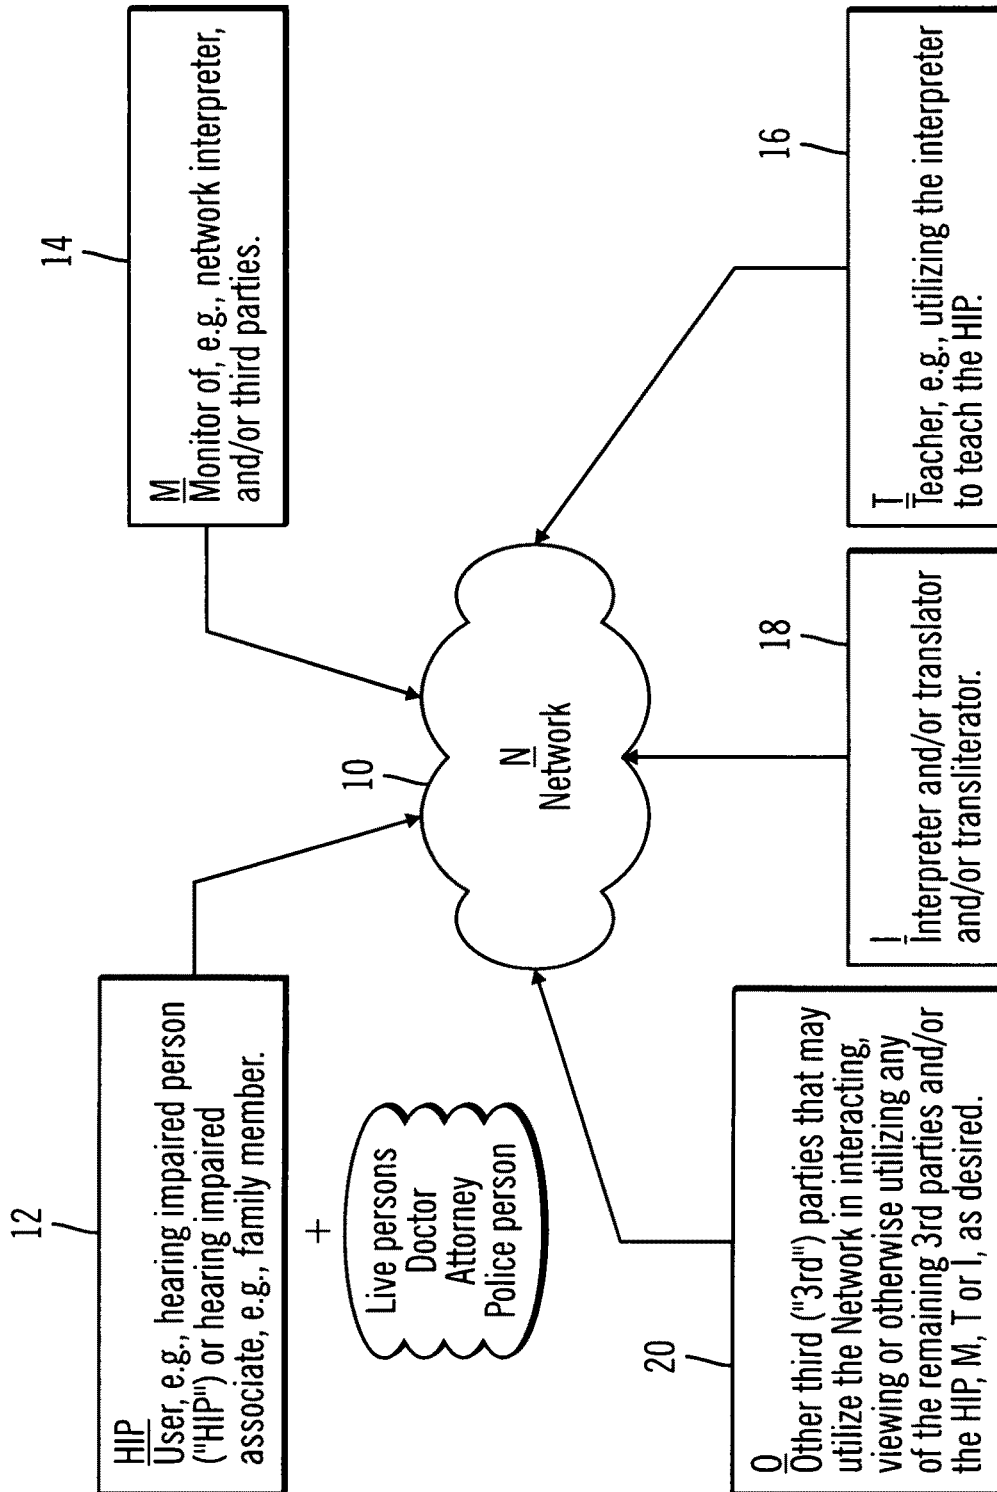 12
HIP
User, e.g., hearing impaired person
("HIP") or hearing impaired
associate, e.g., family member.
+
Live persons
Doctor
Attorney
Police person
14
M
Monitor of, e.g., network interpreter,
and/or third parties.
10
N
Network
20
O
Other third ("3rd") parties that may
utilize the Network in interacting,
viewing or otherwise utilizing any
of the remaining 3rd parties and/or
the HIP, M, T or I, as desired.
18
I
Interpreter and/or translator
and/or transliterator.
16
T
Teacher, e.g., utilizing the interpreter
to teach the HIP.